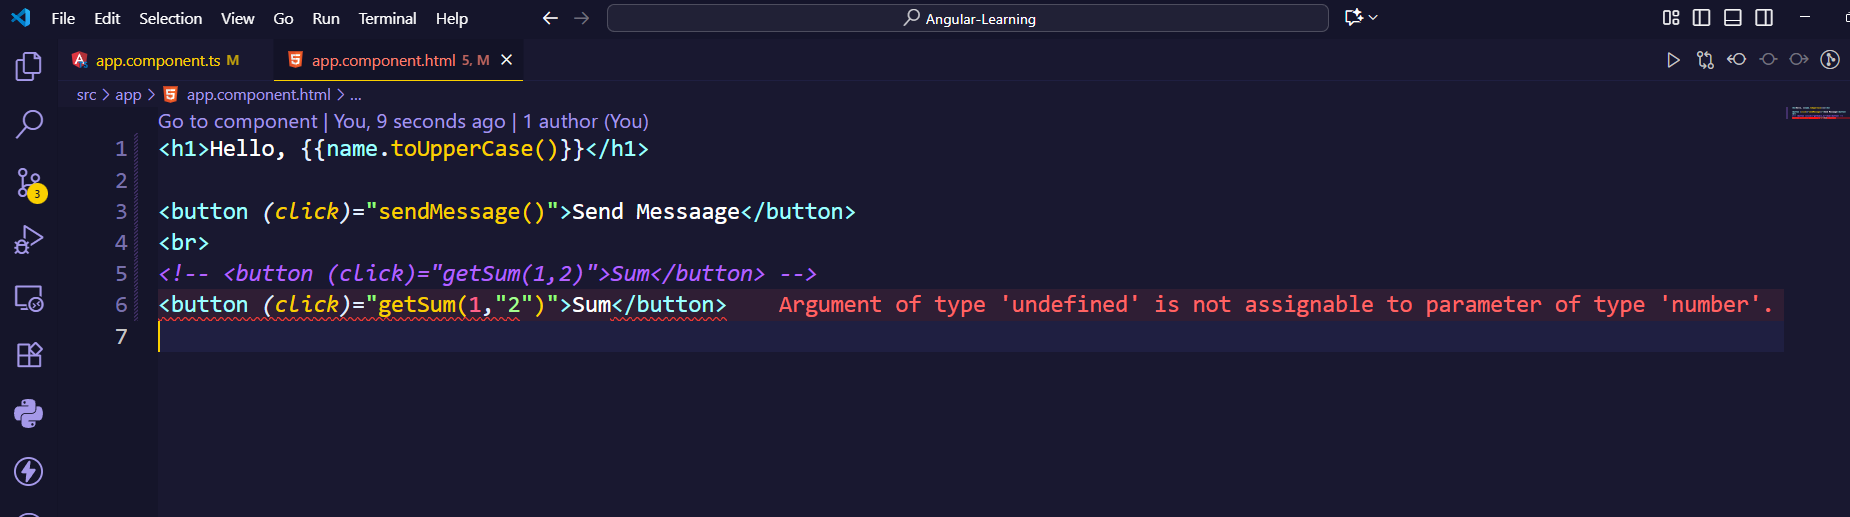 File Edit Selection View Go Run Terminal Help
Angular-Learning
app.component.ts M
app.component.html 5, M
src > app > app.component.html > ...
Go to component | You, 9 seconds ago | 1 author (You)
1 <h1>Hello, {{name.toUpperCase()}}</h1>
2
3 <button (click)="sendMessage()">Send Messaage</button>
4 <br>
5 <!-- <button (click)="getSum(1,2)">Sum</button> -->
6 <button (click)="getSum(1,"2")">Sum</button> Argument of type 'undefined' is not assignable to parameter of type 'number'.
7
3